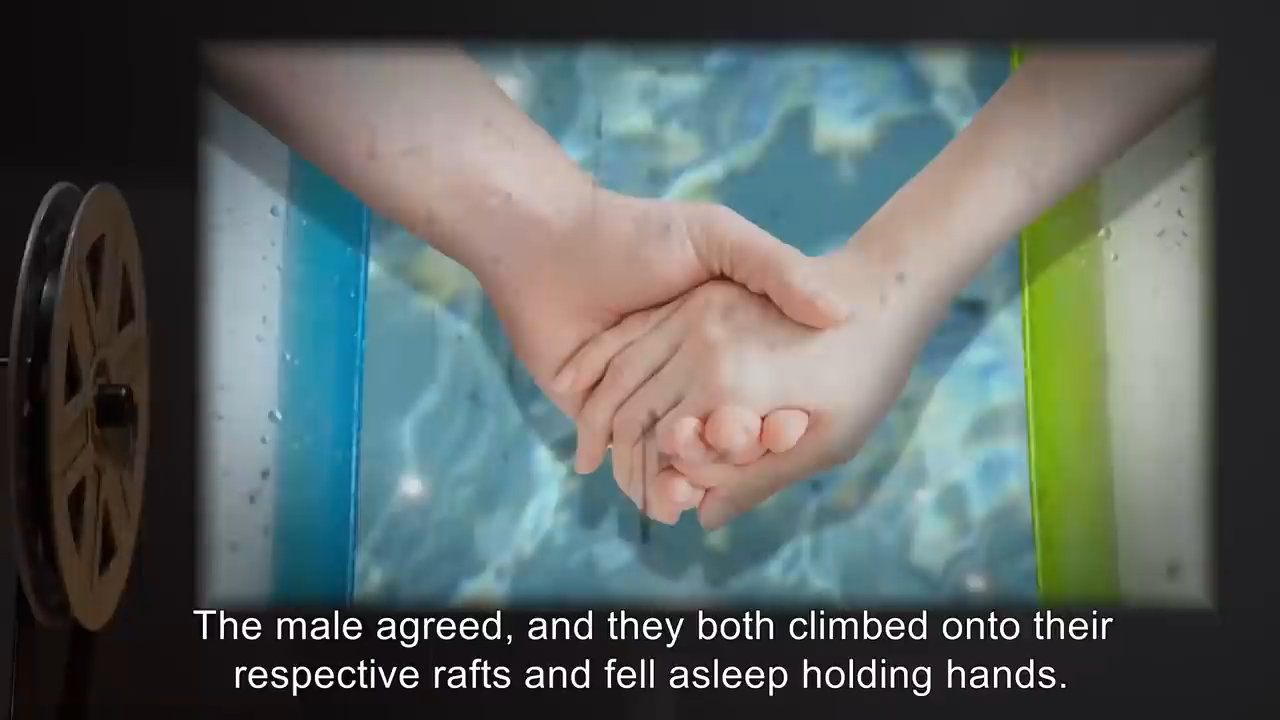 The male agreed, and they both climbed onto their
respective rafts and fell asleep holding hands.